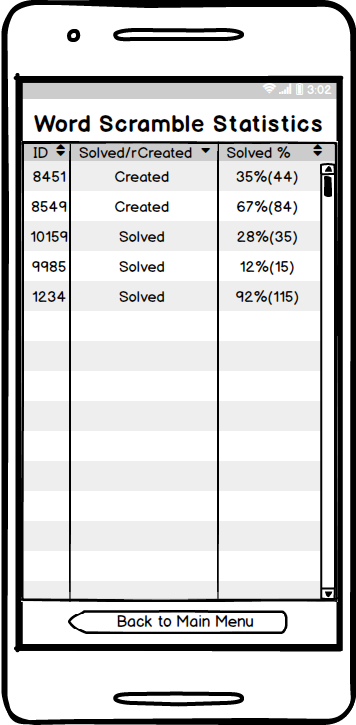 3:02
Word Scramble Statistics
ID Solved/rCreated Solved %
8451 Created 35%(44)
8549 Created 67%(84)
10159 Solved 28%(35)
9985 Solved 12%(15)
1234 Solved 92%(115)
Back to Main Menu